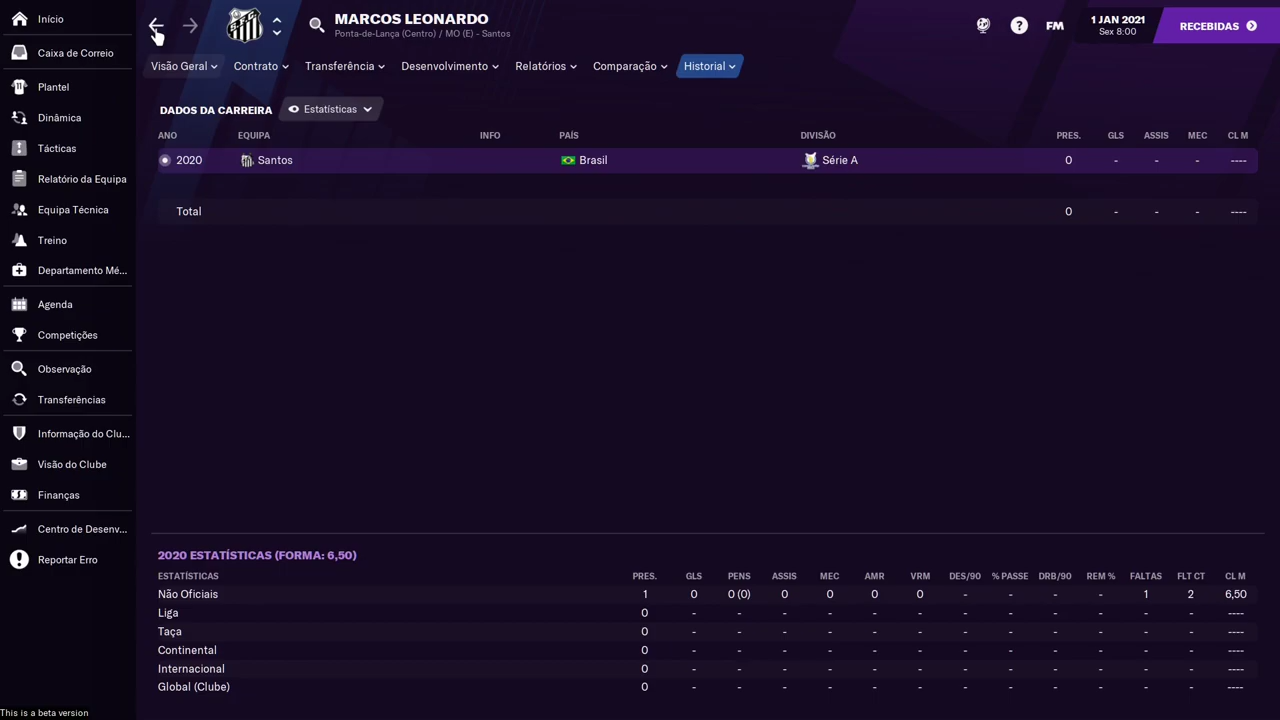 Início
Caixa de Correio
Plantel
Dinâmica
Tácticas
Relatório da Equipa
Equipa Técnica
Treino
Departamento Mé...
Agenda
Competições
Observação
Transferências
Informação do Clu...
Visão do Clube
Finanças
Centro de Desenv...
Reportar Erro
This is a beta version
MARCOS LEONARDO
Ponta-de-Lança (Centro) / MO (E) - Santos
FM
1 JAN 2021
Sex 8:00
RECEBIDAS
Visão Geral Contrato Transferência Desenvolvimento Relatórios Comparação Historial
DADOS DA CARREIRA Estatísticas
ANO EQUIPA INFO PAÍS DIVISÃO PRES. GLS ASSIS MEC CL M
2020 Santos Brasil Série A 0 - - - ----
Total 0 - - - ----
2020 ESTATÍSTICAS (FORMA: 6,50)
ESTATÍSTICAS PRES. GLS PENS ASSIS MEC AMR VRM DES/90 % PASSE DRB/90 REM % FALTAS FLT CT CL M
Não Oficiais 1 0 0 (0) 0 0 0 0 - - - - 1 2 6,50
Liga 0 - - - - - - - - - - - - ----
Taça 0 - - - - - - - - - - - - ----
Continental 0 - - - - - - - - - - - - ----
Internacional 0 - - - - - - - - - - - - ----
Global (Clube) 0 - - - - - - - - - - - - ----